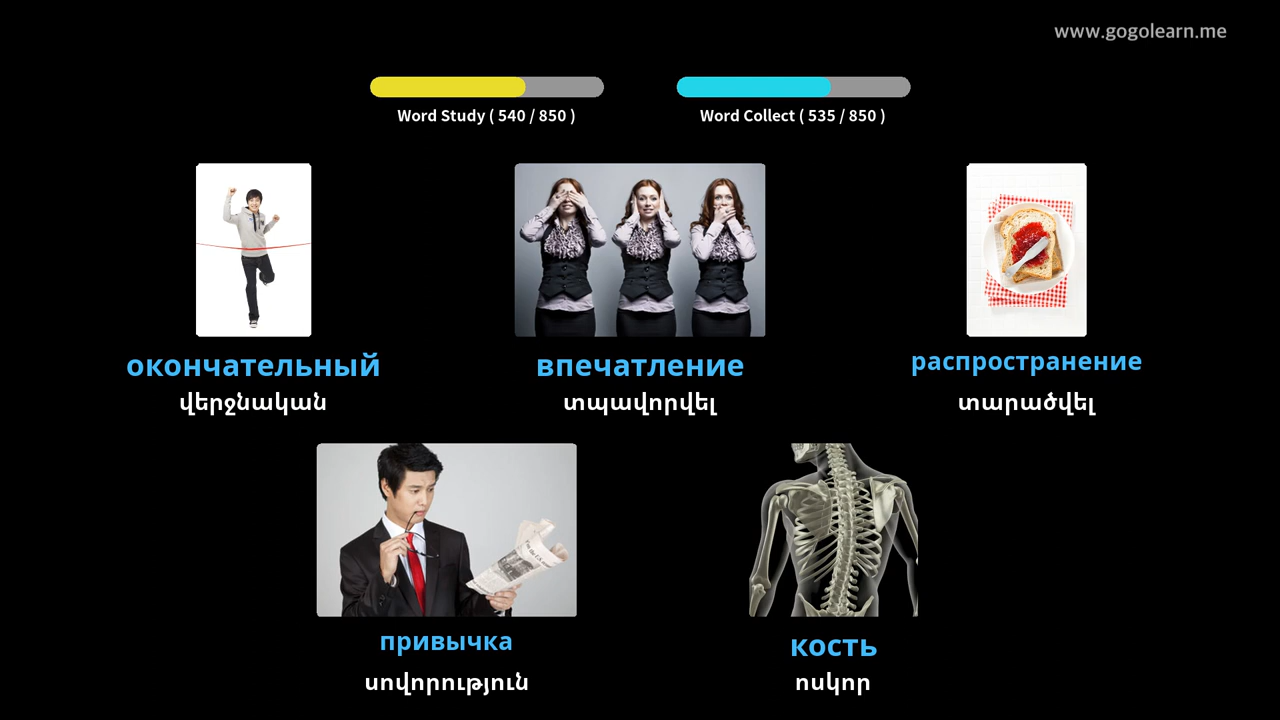 www.gogolearn.me
Word Study ( 540 / 850 )
Word Collect ( 535 / 850 )
окончательный
վերջնական
впечатление
տպավորվել
распространение
տարածվել
привычка
սովորություն
кость
ոսկոր